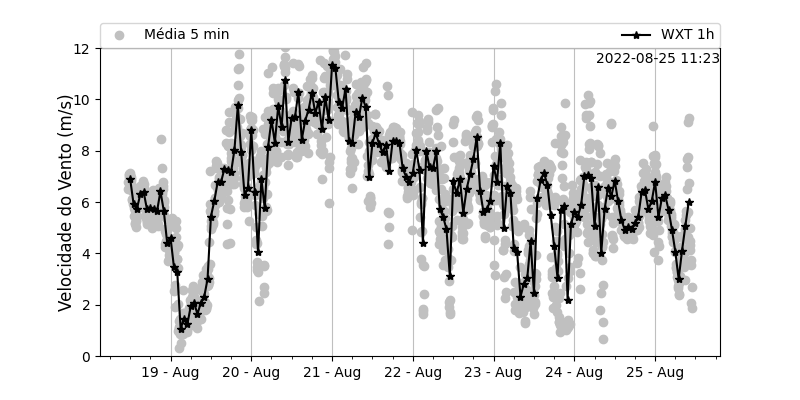 Média 5 min
WXT 1h
2022-08-25 11:23
Velocidade do Vento (m/s)
12
10
8
6
4
2
0
19 - Aug
20 - Aug
21 - Aug
22 - Aug
23 - Aug
24 - Aug
25 - Aug